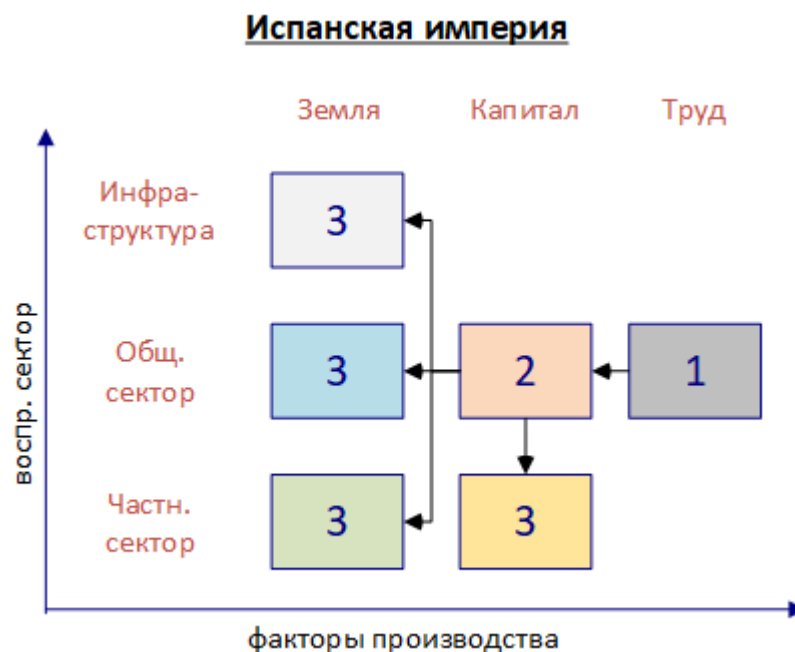 Испанская империя
Земля Капитал Труд
Инфра-
структура
3
Общ.
сектор
3 2 1
Частн.
сектор
3 3
воспр. сектор
факторы производства